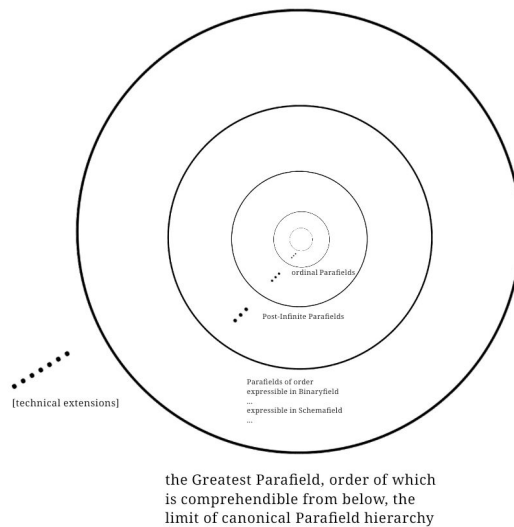 ordinal Parafields
Post-Infinite Parafields
Parafields of order
expressible in Binaryfield
...
expressible in Schemafield
...
[technical extensions]
the Greatest Parafield, order of which
is comprehendible from below, the
limit of canonical Parafield hierarchy